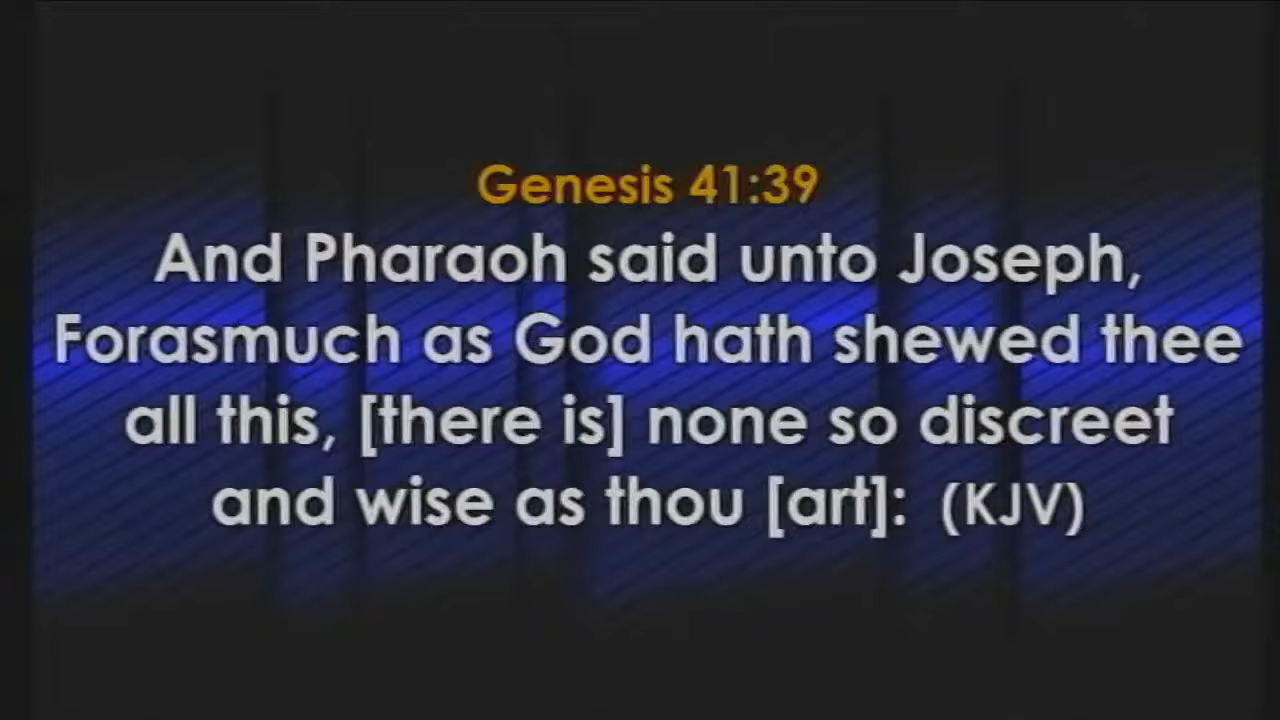 Genesis 41:39
And Pharaoh said unto Joseph,
Forasmuch as God hath shewed thee
all this, [there is] none so discreet
and wise as thou [art]: (KJV)